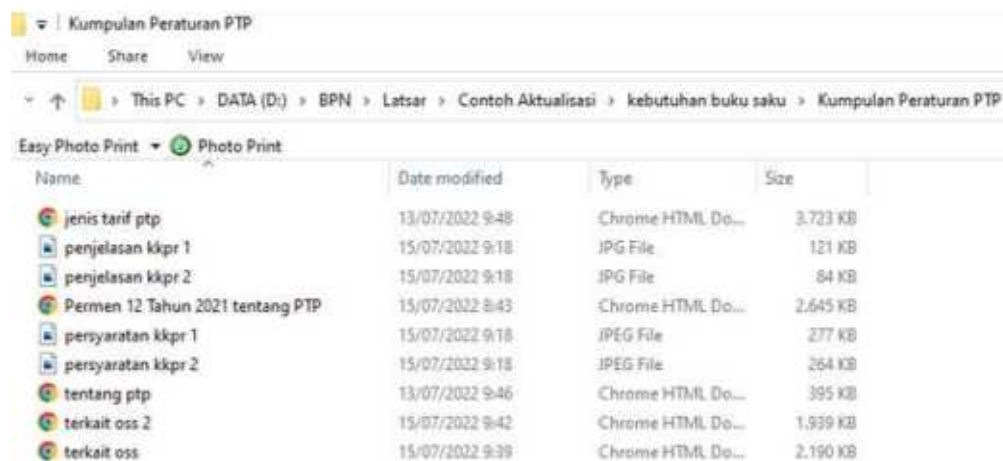 Kumpulan Peraturan PTP
Home Share View
This PC > DATA (D:) > BPN > Latsar > Contoh Aktualisasi > kebutuhan buku saku > Kumpulan Peraturan PTP
Easy Photo Print Photo Print
Name Date modified Type Size
jenis tarif ptp 13/07/2022 9:48 Chrome HTML Do... 3.723 KB
penjelasan kkpr 1 15/07/2022 9:18 JPG File 121 KB
penjelasan kkpr 2 15/07/2022 9:18 JPG File 84 KB
Permen 12 Tahun 2021 tentang PTP 15/07/2022 8:43 Chrome HTML Do... 2.645 KB
persyaratan kkpr 1 15/07/2022 9:18 JPEG File 277 KB
persyaratan kkpr 2 15/07/2022 9:18 JPEG File 264 KB
tentang ptp 13/07/2022 9:46 Chrome HTML Do... 395 KB
terkait oss 2 15/07/2022 9:42 Chrome HTML Do... 1.939 KB
terkait oss 15/07/2022 9:39 Chrome HTML Do... 2.190 KB